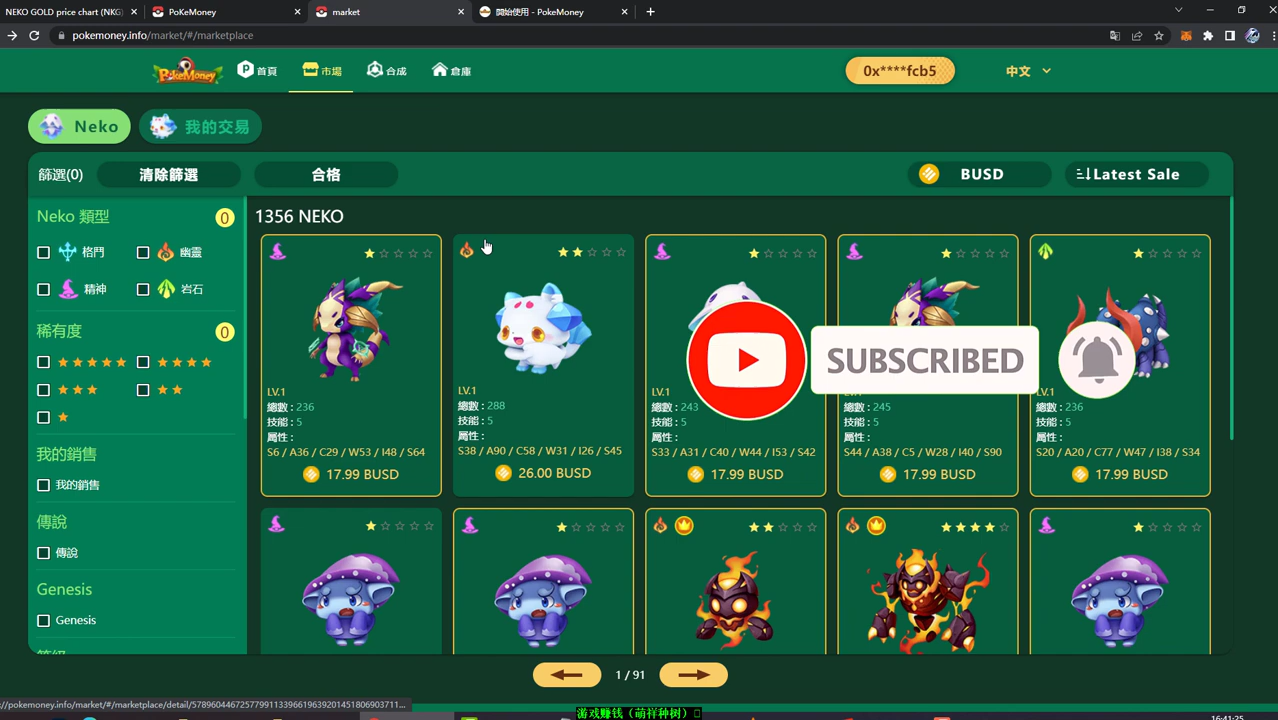 NEKO GOLD price chart (NKG)
PoKeMoney
market
開始使用 - PokeMoney
pokemoney.info/market/#/marketplace
PokeMoney
首頁
市場
合成
倉庫
0x****fcb5
中文
Neko
我的交易
篩選(0)
清除篩選
合格
BUSD
Latest Sale
Neko 類型
0
格鬥
幽靈
精神
岩石
稀有度
0
我的銷售
我的銷售
傳說
傳說
Genesis
Genesis
1356 NEKO
LV.1
總數 : 236
技能 : 5
屬性 :
S6 / A36 / C29 / W53 / I48 / S64
17.99 BUSD
LV.1
總數 : 288
技能 : 5
屬性 :
S38 / A90 / C58 / W31 / I26 / S45
26.00 BUSD
LV.1
總數 : 243
技能 : 5
屬性 :
S33 / A31 / C40 / W44 / I53 / S42
17.99 BUSD
LV.1
總數 : 245
技能 : 5
屬性 :
S44 / A38 / C5 / W28 / I40 / S90
17.99 BUSD
LV.1
總數 : 236
技能 : 5
屬性 :
S20 / A20 / C77 / W47 / I38 / S34
17.99 BUSD
SUBSCRIBED
1 / 91
游戏赚钱（萌祥种树）
16:41:25